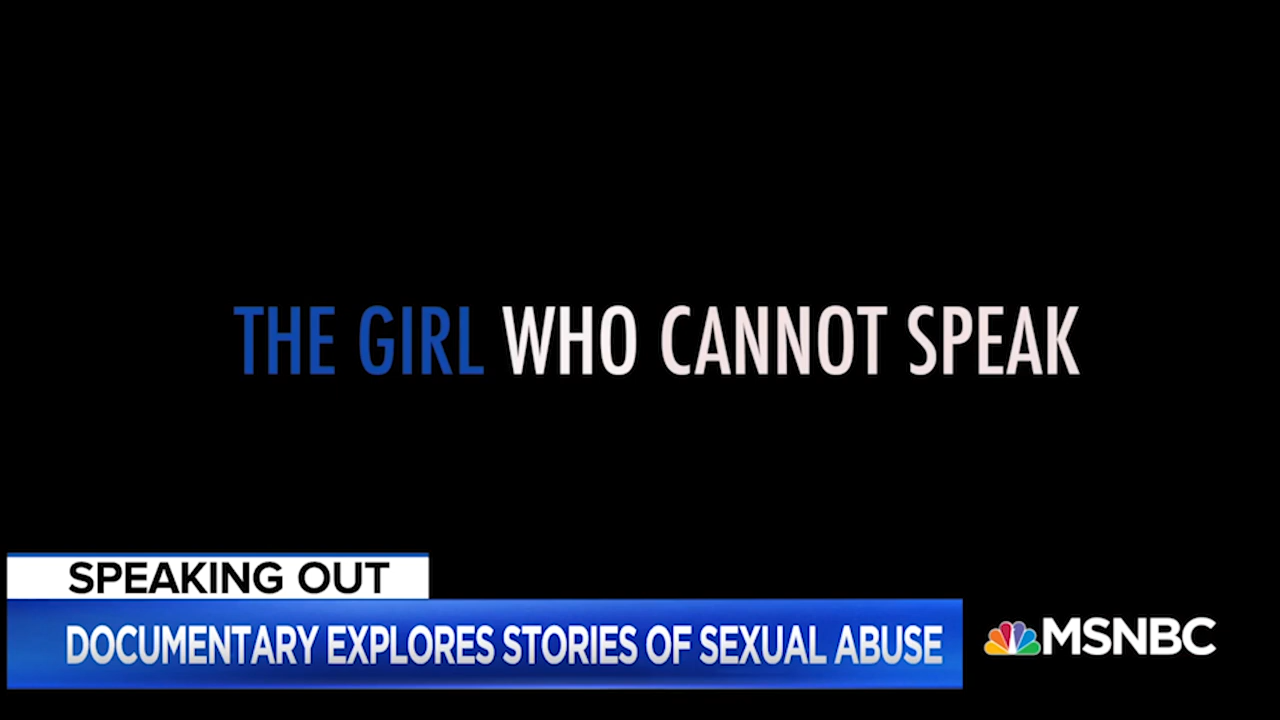 THE GIRL WHO CANNOT SPEAK
SPEAKING OUT
DOCUMENTARY EXPLORES STORIES OF SEXUAL ABUSE
MSNBC